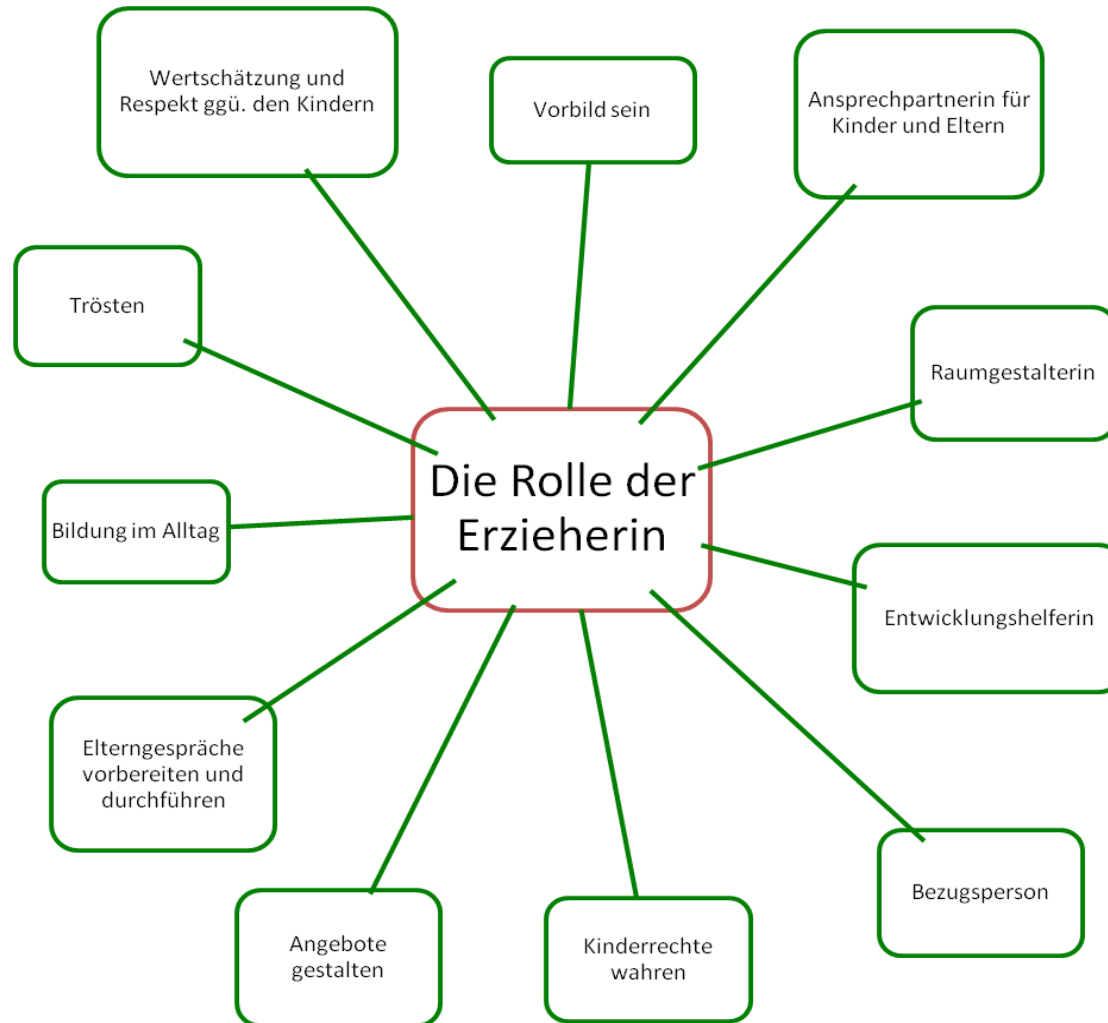 Wertschätzung und
Respekt ggü. den Kindern
Vorbild sein
Ansprechpartnerin für
Kinder und Eltern
Trösten
Raumgestalterin
Die Rolle der
Erzieherin
Bildung im Alltag
Entwicklungshelferin
Elterngespräche
vorbereiten und
durchführen
Bezugsperson
Angebote
gestalten
Kinderrechte
wahren